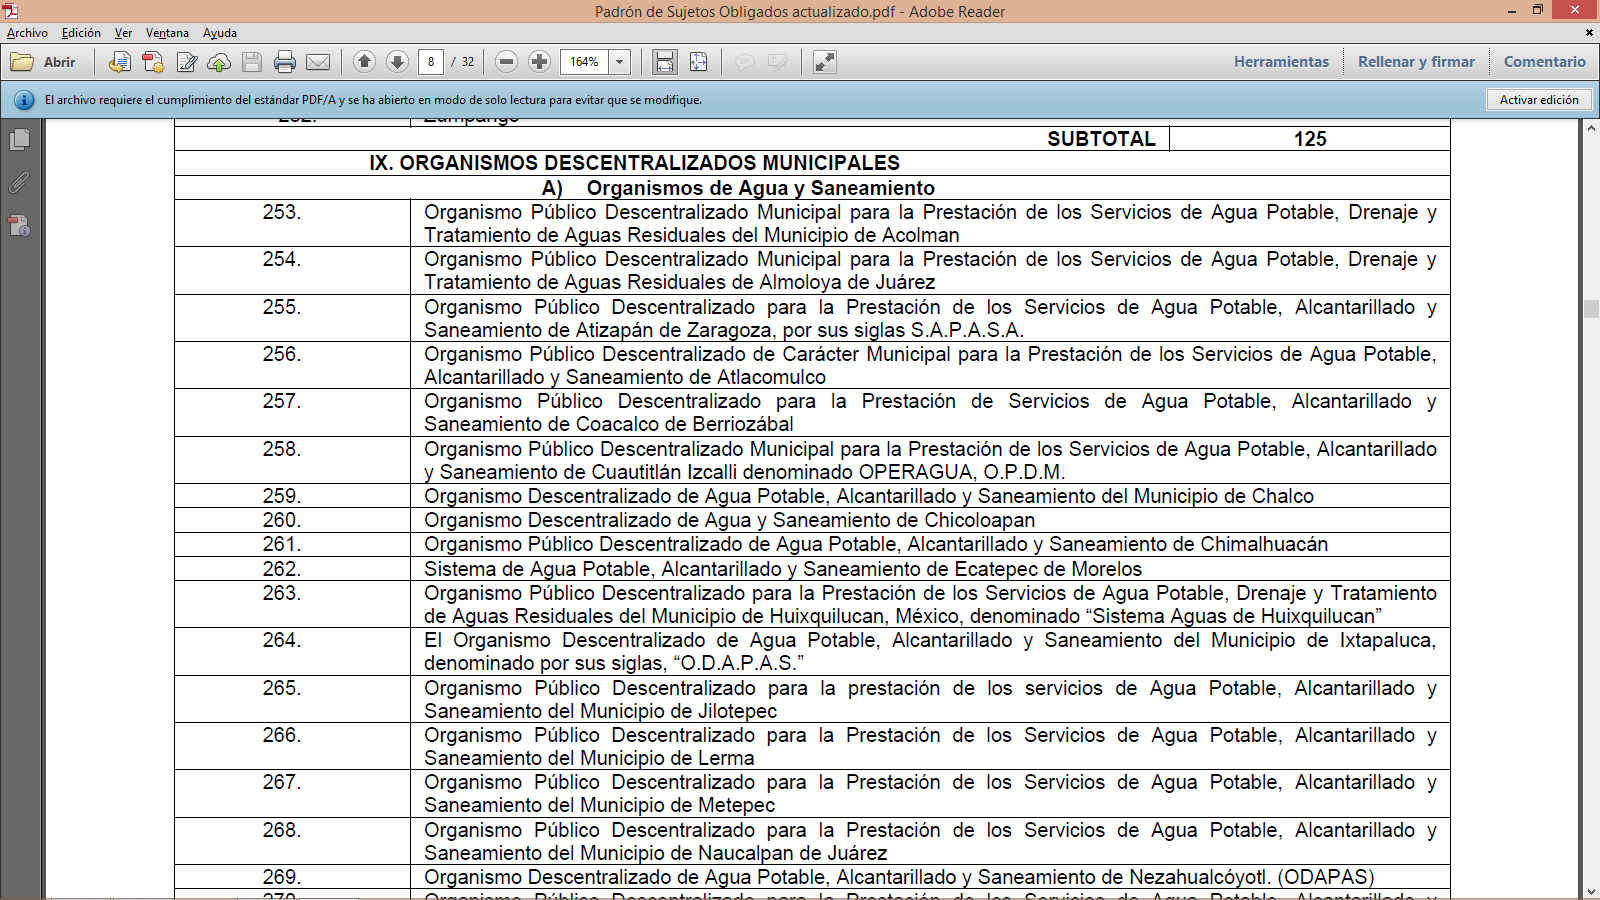 Padrón de Sujetos Obligados actualizado.pdf - Adobe Reader
Archivo Edición Ver Ventana Ayuda
Abrir 8 / 32 164% Herramientas Rellenar y firmar Comentario
El archivo requiere el cumplimiento del estándar PDF/A y se ha abierto en modo de solo lectura para evitar que se modifique. Activar edición
252. Zumpango
SUBTOTAL 125
IX. ORGANISMOS DESCENTRALIZADOS MUNICIPALES
A) Organismos de Agua y Saneamiento
253. Organismo Público Descentralizado Municipal para la Prestación de los Servicios de Agua Potable, Drenaje y
Tratamiento de Aguas Residuales del Municipio de Acolman
254. Organismo Público Descentralizado Municipal para la Prestación de los Servicios de Agua Potable, Drenaje y
Tratamiento de Aguas Residuales de Almoloya de Juárez
255. Organismo Público Descentralizado para la Prestación de los Servicios de Agua Potable, Alcantarillado y
Saneamiento de Atizapán de Zaragoza, por sus siglas S.A.P.A.S.A.
256. Organismo Público Descentralizado de Carácter Municipal para la Prestación de los Servicios de Agua Potable,
Alcantarillado y Saneamiento de Atlacomulco
257. Organismo Público Descentralizado para la Prestación de Servicios de Agua Potable, Alcantarillado y
Saneamiento de Coacalco de Berriozábal
258. Organismo Público Descentralizado Municipal para la Prestación de los Servicios de Agua Potable, Alcantarillado
y Saneamiento de Cuautitlán Izcalli denominado OPERAGUA, O.P.D.M.
259. Organismo Descentralizado de Agua Potable, Alcantarillado y Saneamiento del Municipio de Chalco
260. Organismo Descentralizado de Agua y Saneamiento de Chicoloapan
261. Organismo Público Descentralizado de Agua Potable, Alcantarillado y Saneamiento de Chimalhuacán
262. Sistema de Agua Potable, Alcantarillado y Saneamiento de Ecatepec de Morelos
263. Organismo Público Descentralizado para la Prestación de los Servicios de Agua Potable, Drenaje y Tratamiento
de Aguas Residuales del Municipio de Huixquilucan, México, denominado “Sistema Aguas de Huixquilucan”
264. El Organismo Descentralizado de Agua Potable, Alcantarillado y Saneamiento del Municipio de Ixtapaluca,
denominado por sus siglas, “O.D.A.P.A.S.”
265. Organismo Público Descentralizado para la prestación de los servicios de Agua Potable, Alcantarillado y
Saneamiento del Municipio de Jilotepec
266. Organismo Público Descentralizado para la Prestación de los Servicios de Agua Potable, Alcantarillado y
Saneamiento del Municipio de Lerma
267. Organismo Público Descentralizado para la Prestación de los Servicios de Agua Potable, Alcantarillado y
Saneamiento del Municipio de Metepec
268. Organismo Público Descentralizado para la Prestación de los Servicios de Agua Potable, Alcantarillado y
Saneamiento del Municipio de Naucalpan de Juárez
269. Organismo Descentralizado de Agua Potable, Alcantarillado y Saneamiento de Nezahualcóyotl. (ODAPAS)
270. Organismo Público Descentralizado para la Prestación de los Servicios de Agua Potable, Alcantarillado y